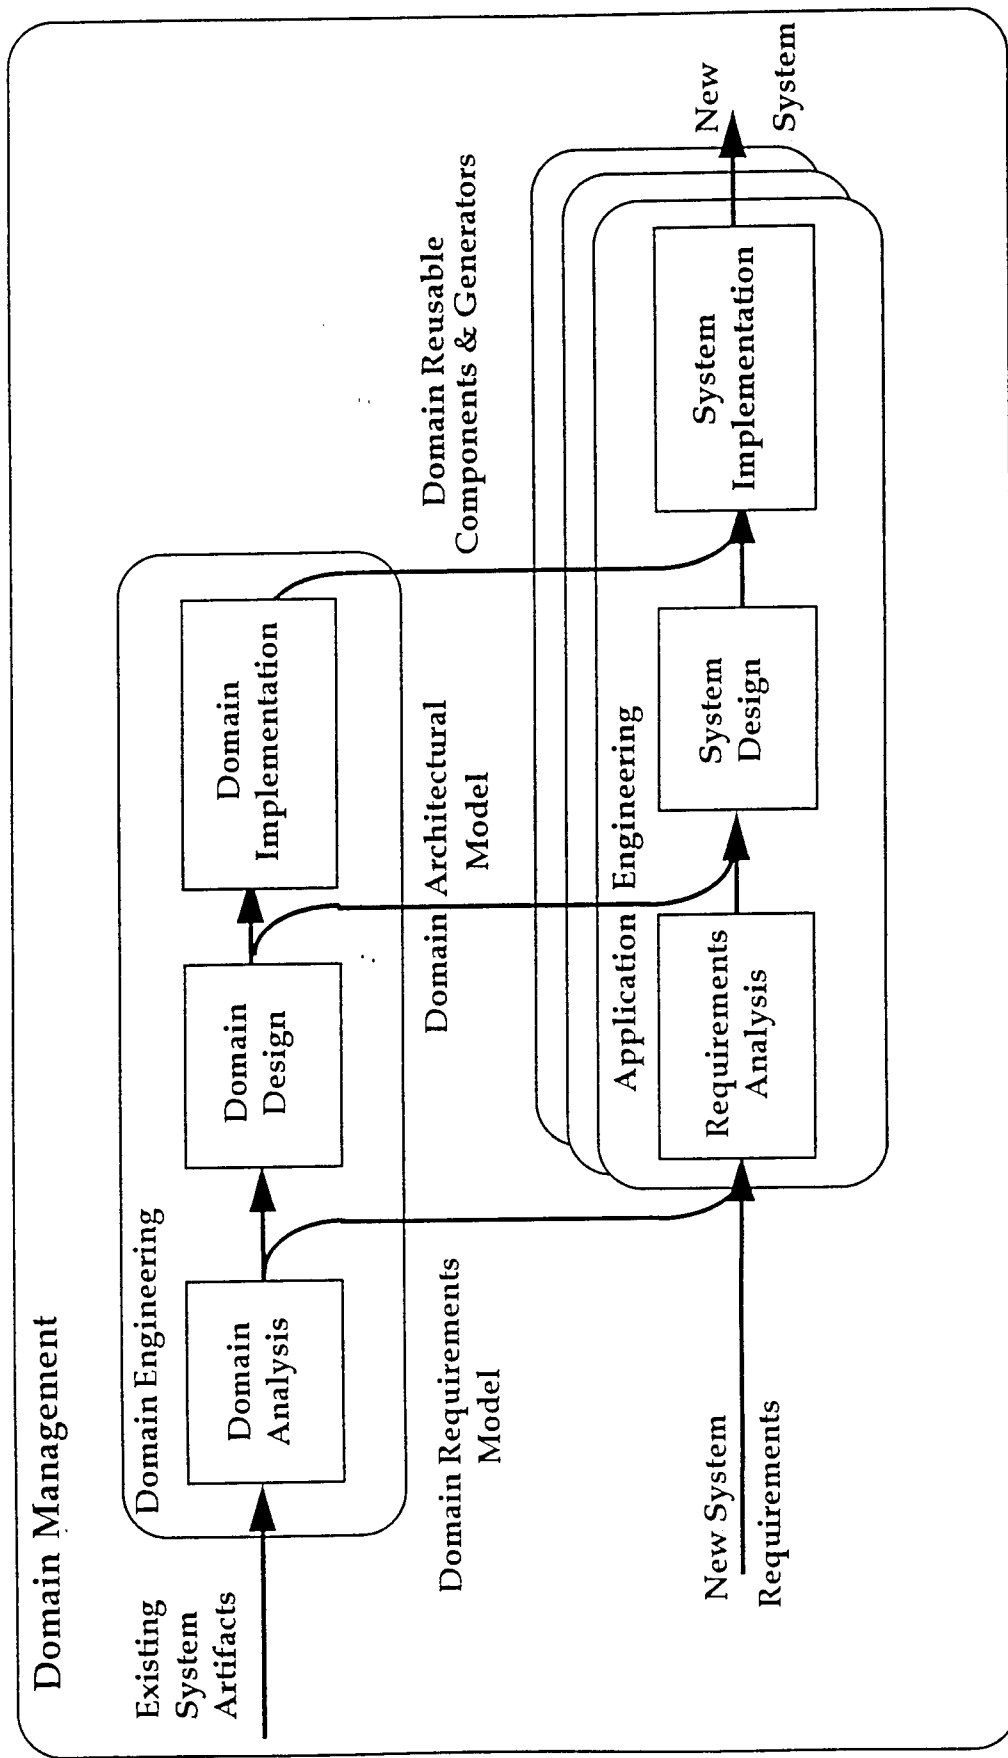 Domain Management
Existing
System
Artifacts
Domain Engineering
Domain
Analysis
Domain
Design
Domain
Implementation
Domain Requirements
Model
Domain Architectural
Model
Domain Reusable
Components & Generators
New System
Requirements
Application Engineering
Requirements
Analysis
System
Design
System
Implementation
New
System